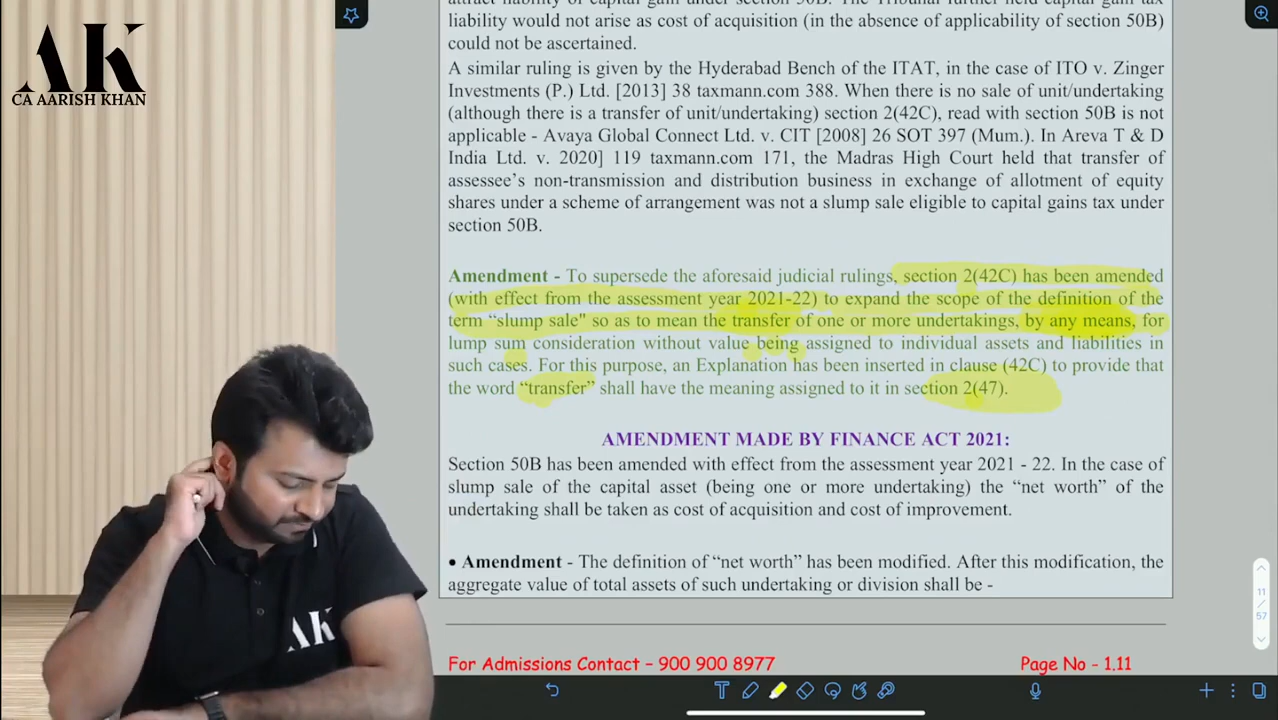 AK
CA AARISH KHAN
liability would not arise as cost of acquisition (in the absence of applicability of section 50B)
could not be ascertained.
A similar ruling is given by the Hyderabad Bench of the ITAT, in the case of ITO v. Zinger
Investments (P.) Ltd. [2013] 38 taxmann.com 388. When there is no sale of unit/undertaking
(although there is a transfer of unit/undertaking) section 2(42C), read with section 50B is not
applicable - Avaya Global Connect Ltd. v. CIT [2008] 26 SOT 397 (Mum.). In Areva T & D
India Ltd. v. 2020] 119 taxmann.com 171, the Madras High Court held that transfer of
assessee's non-transmission and distribution business in exchange of allotment of equity
shares under a scheme of arrangement was not a slump sale eligible to capital gains tax under
section 50B.
Amendment - To supersede the aforesaid judicial rulings, section 2(42C) has been amended
(with effect from the assessment year 2021-22) to expand the scope of the definition of the
term “slump sale" so as to mean the transfer of one or more undertakings, by any means, for
lump sum consideration without value being assigned to individual assets and liabilities in
such cases. For this purpose, an Explanation has been inserted in clause (42C) to provide that
the word “transfer” shall have the meaning assigned to it in section 2(47).
AMENDMENT MADE BY FINANCE ACT 2021:
Section 50B has been amended with effect from the assessment year 2021 - 22. In the case of
slump sale of the capital asset (being one or more undertaking) the “net worth” of the
undertaking shall be taken as cost of acquisition and cost of improvement.
• Amendment - The definition of “net worth” has been modified. After this modification, the
aggregate value of total assets of such undertaking or division shall be -
For Admissions Contact – 900 900 8977
Page No - 1.11
11
/
57
AK